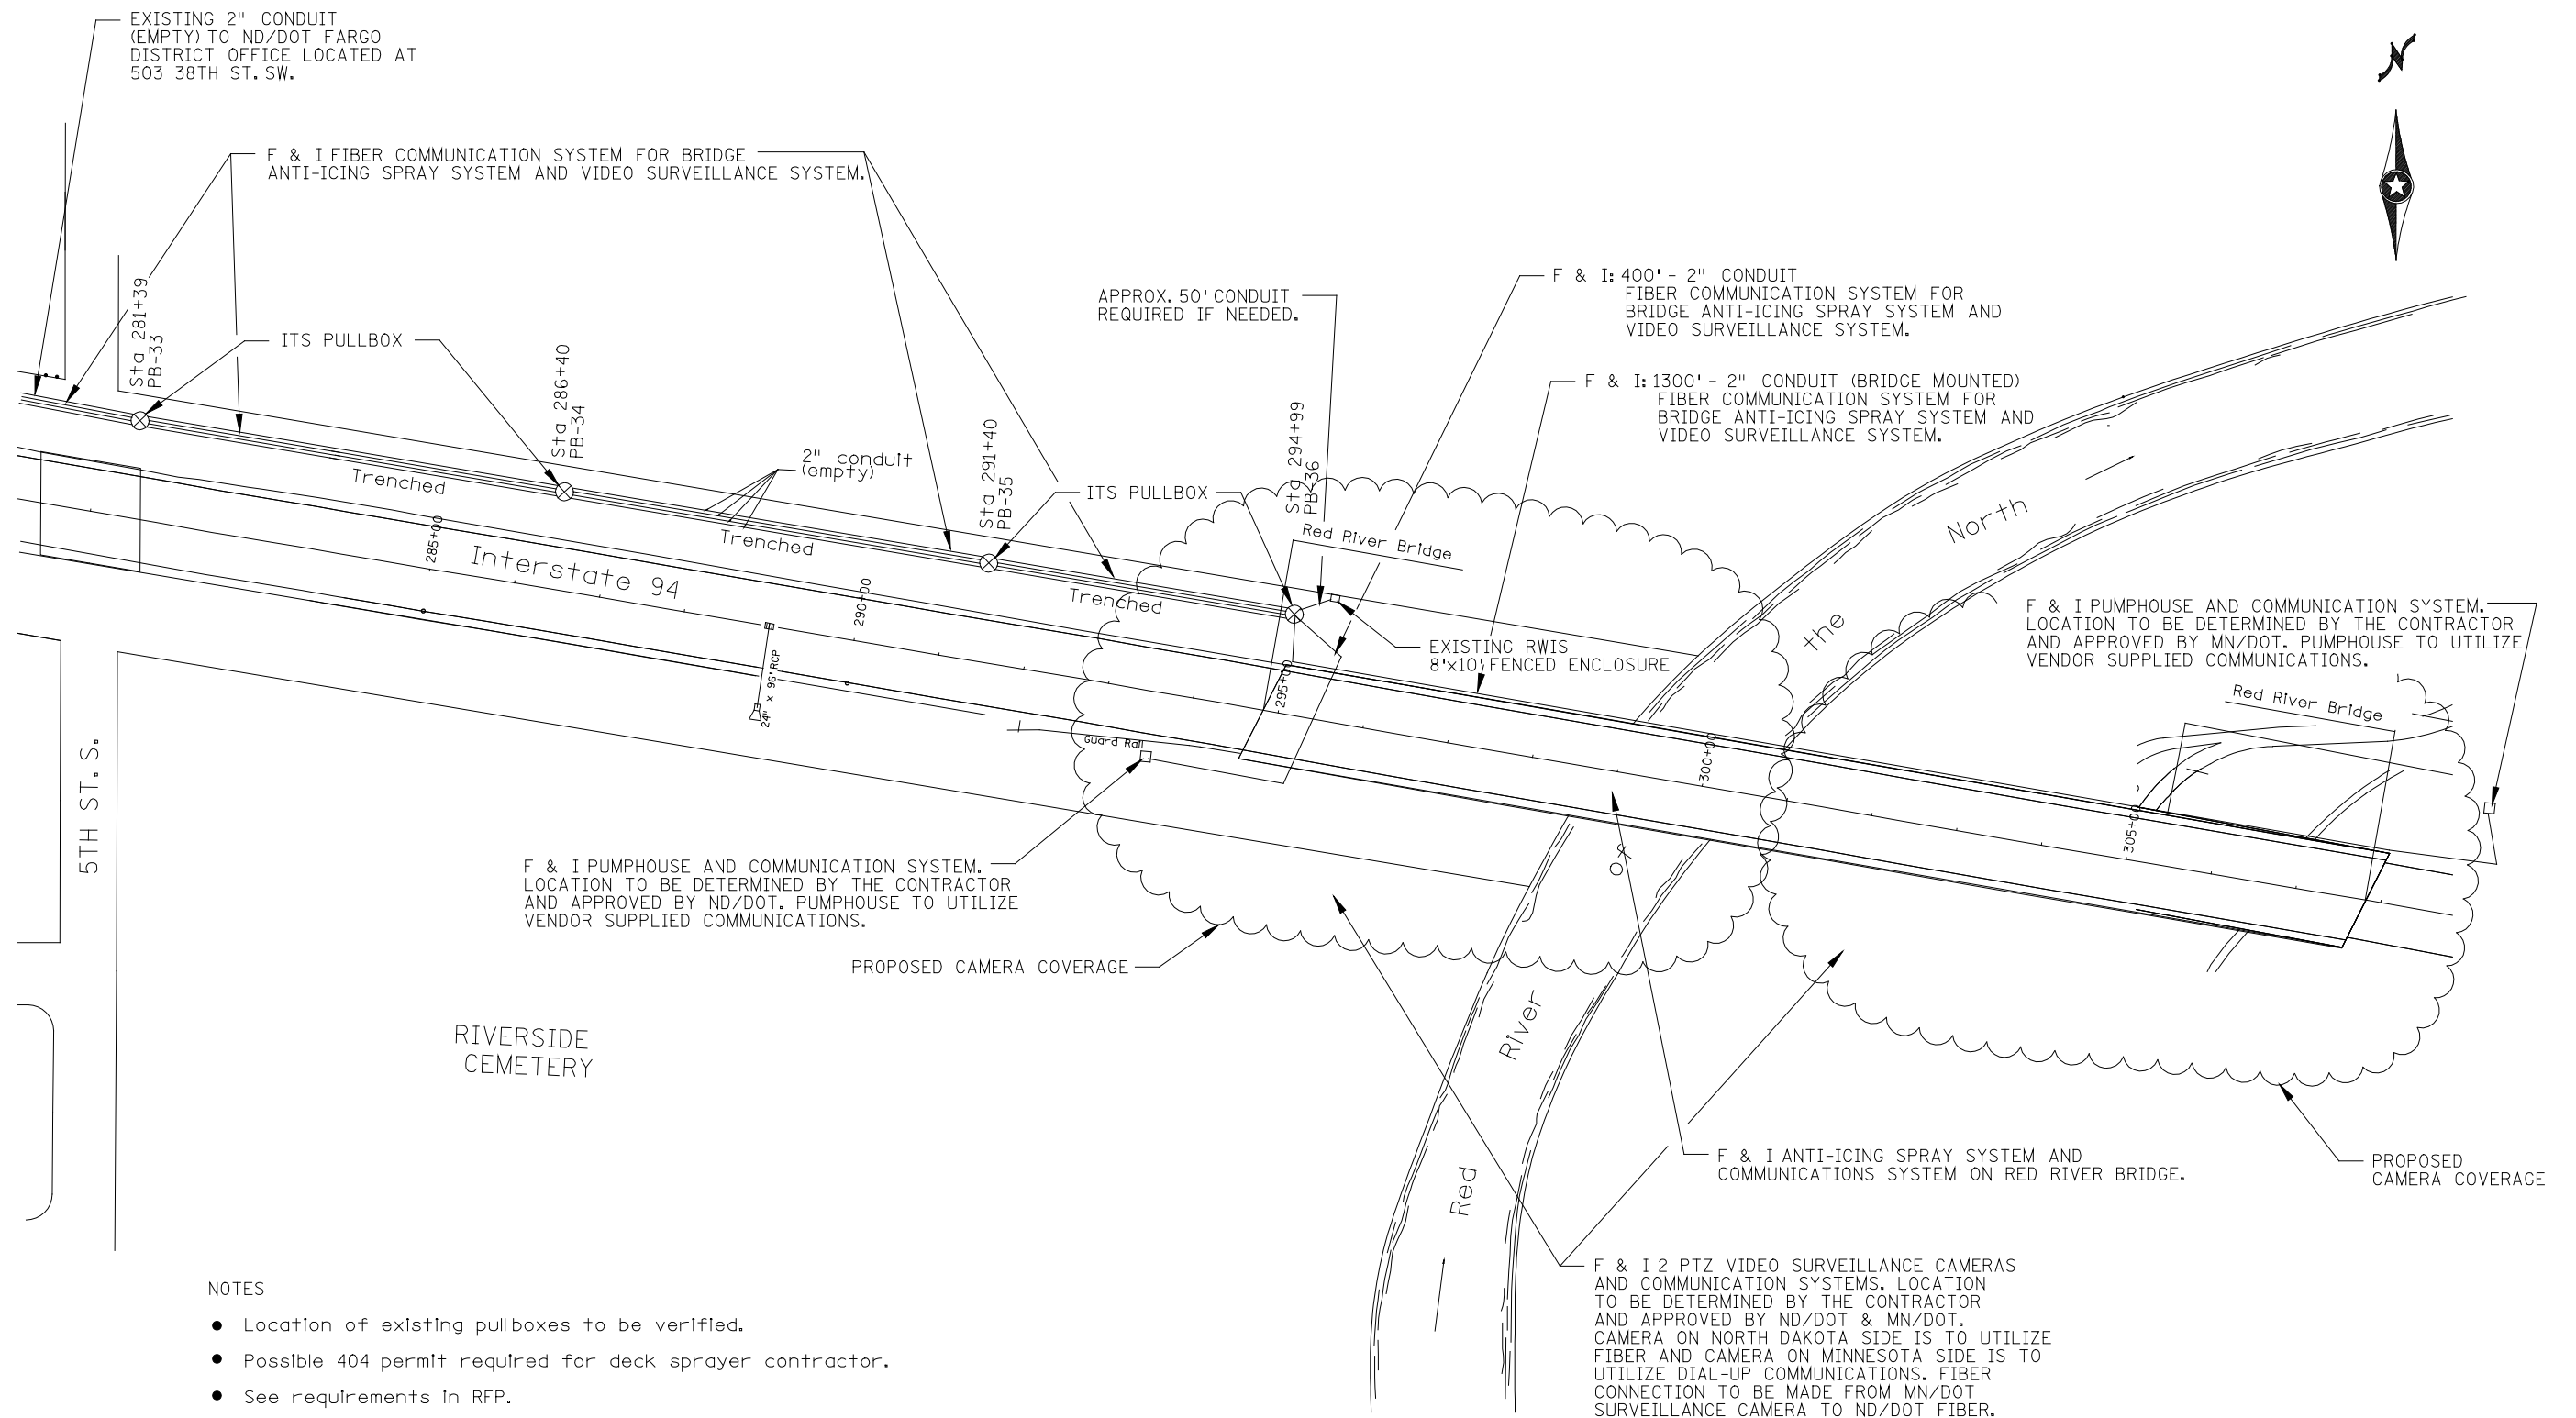 EXISTING 2" CONDUIT
(EMPTY) TO ND/DOT FARGO
DISTRICT OFFICE LOCATED AT
503 38TH ST. SW.
N
F & I FIBER COMMUNICATION SYSTEM FOR BRIDGE
ANTI-ICING SPRAY SYSTEM AND VIDEO SURVEILLANCE SYSTEM.
Sta 281+39
PB-33
ITS PULLBOX
Sta 286+40
PB-34
2" conduit
(empty)
Sta 291+40
PB-35
ITS PULLBOX
APPROX. 50' CONDUIT
REQUIRED IF NEEDED.
Sta 294+99
PB-36
F & I: 400' - 2" CONDUIT
FIBER COMMUNICATION SYSTEM FOR
BRIDGE ANTI-ICING SPRAY SYSTEM AND
VIDEO SURVEILLANCE SYSTEM.
F & I: 1300' - 2" CONDUIT (BRIDGE MOUNTED)
FIBER COMMUNICATION SYSTEM FOR
BRIDGE ANTI-ICING SPRAY SYSTEM AND
VIDEO SURVEILLANCE SYSTEM.
Trenched
Trenched
Trenched
285+00
Interstate 94
290+00
Red River Bridge
EXISTING RWIS
8'x10' FENCED ENCLOSURE
295+00
24" x 96' RCP
Guard Rail
300+00
305+00
North
the
of
River
Red
F & I PUMPHOUSE AND COMMUNICATION SYSTEM.
LOCATION TO BE DETERMINED BY THE CONTRACTOR
AND APPROVED BY MN/DOT. PUMPHOUSE TO UTILIZE
VENDOR SUPPLIED COMMUNICATIONS.
Red River Bridge
5TH ST. S.
F & I PUMPHOUSE AND COMMUNICATION SYSTEM.
LOCATION TO BE DETERMINED BY THE CONTRACTOR
AND APPROVED BY ND/DOT. PUMPHOUSE TO UTILIZE
VENDOR SUPPLIED COMMUNICATIONS.
PROPOSED CAMERA COVERAGE
RIVERSIDE
CEMETERY
F & I ANTI-ICING SPRAY SYSTEM AND
COMMUNICATIONS SYSTEM ON RED RIVER BRIDGE.
PROPOSED
CAMERA COVERAGE
F & I 2 PTZ VIDEO SURVEILLANCE CAMERAS
AND COMMUNICATION SYSTEMS. LOCATION
TO BE DETERMINED BY THE CONTRACTOR
AND APPROVED BY ND/DOT & MN/DOT.
CAMERA ON NORTH DAKOTA SIDE IS TO UTILIZE
FIBER AND CAMERA ON MINNESOTA SIDE IS TO
UTILIZE DIAL-UP COMMUNICATIONS. FIBER
CONNECTION TO BE MADE FROM MN/DOT
SURVEILLANCE CAMERA TO ND/DOT FIBER.
NOTES
● Location of existing pullboxes to be verified.
● Possible 404 permit required for deck sprayer contractor.
● See requirements in RFP.